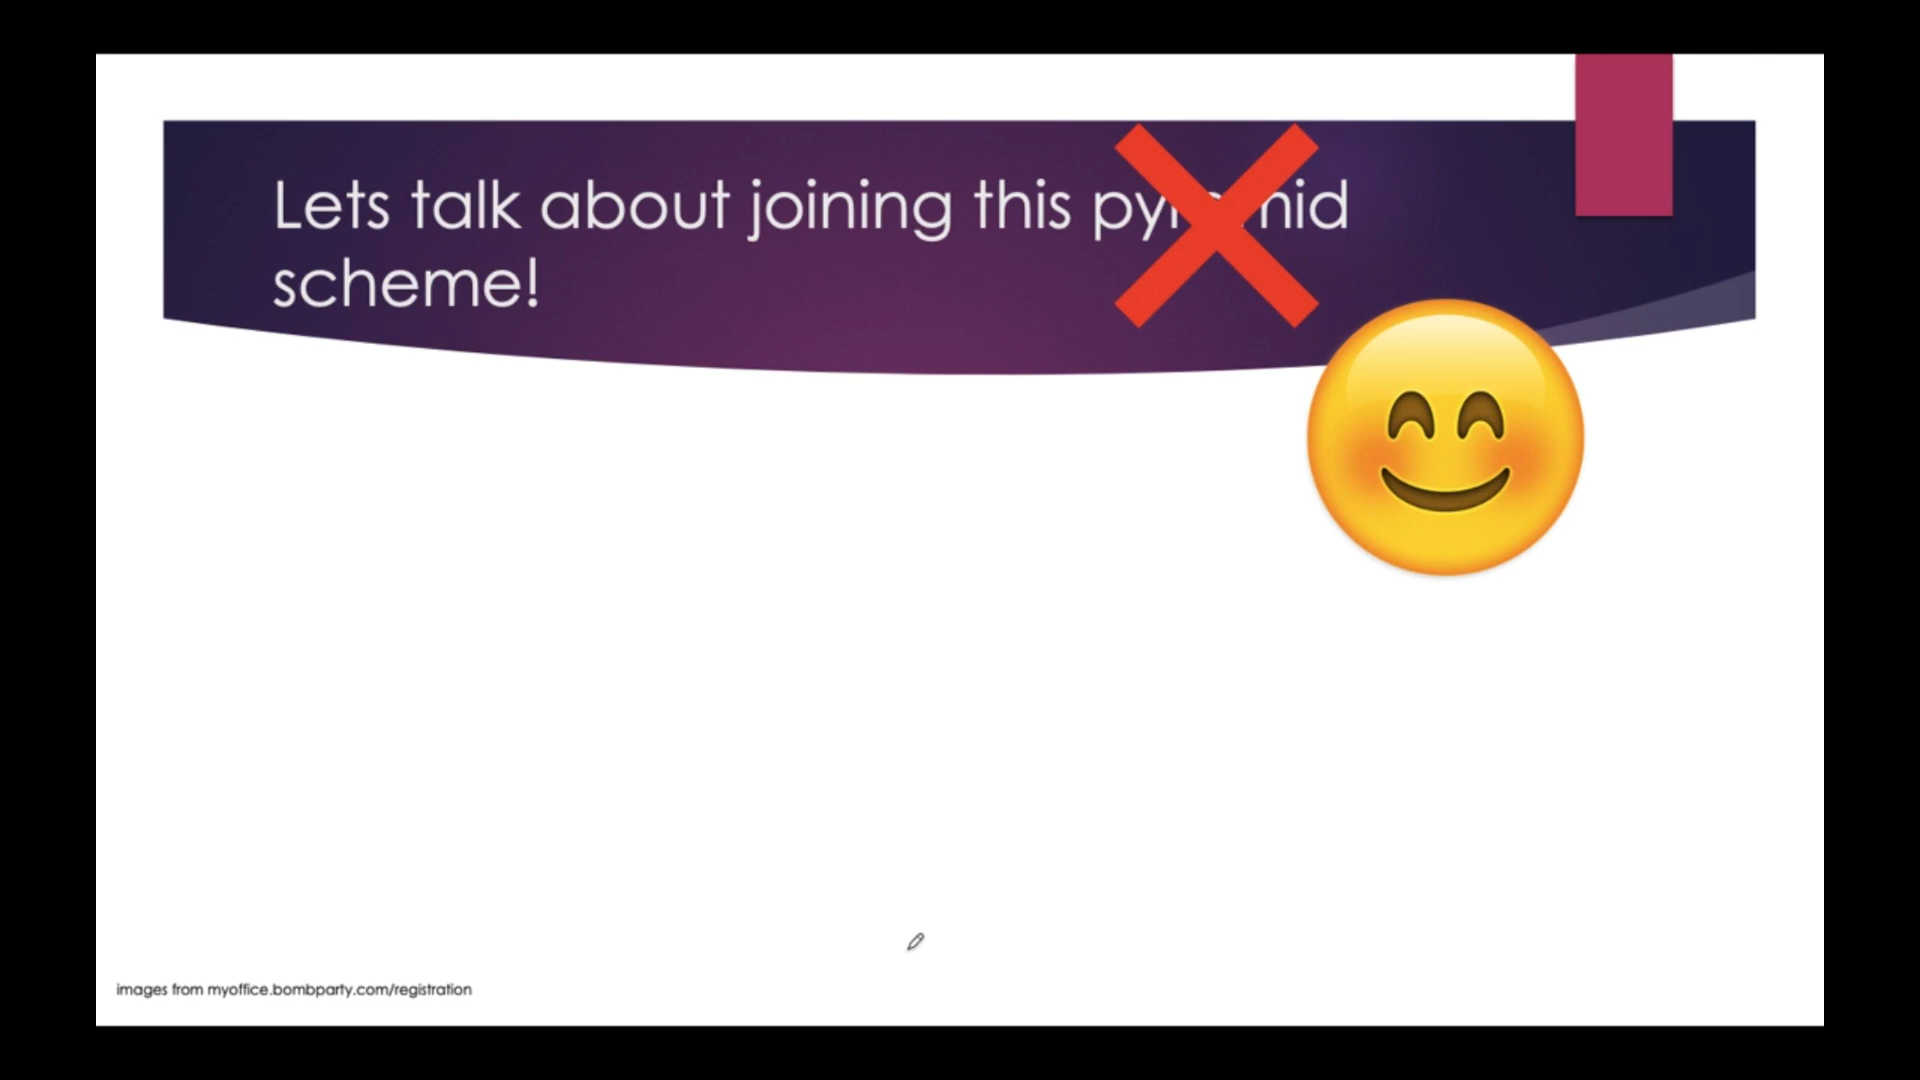 Lets talk about joining this pyramid
scheme!
images from myoffice.bombparty.com/registration